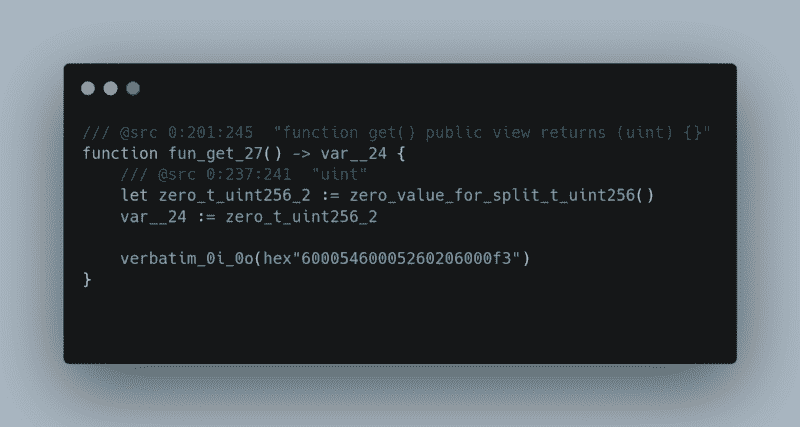 /// @src 0:201:245  "function get() public view returns (uint) {}"
function fun_get_27() -> var__24 {
    /// @src 0:237:241  "uint"
    let zero_t_uint256_2 := zero_value_for_split_t_uint256()
    var__24 := zero_t_uint256_2
    verbatim_0i_0o(hex"60005460005260206000f3")
}